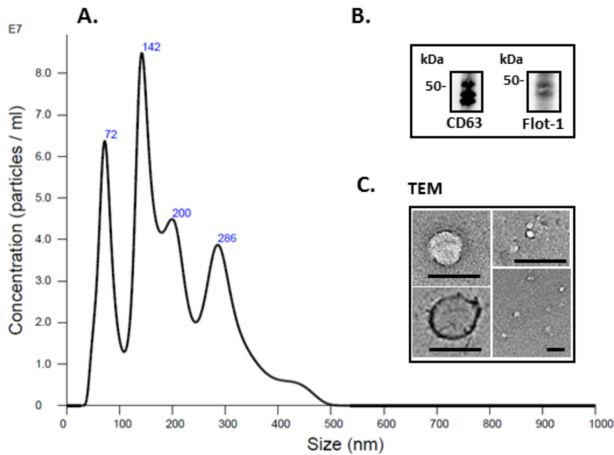 A.
E7
142
8.0
7.0
72
6.0
5.0
200
4.0
286
3.0
2.0
1.0
0
0 100 200 300 400 500 600 700 800 900 1000
Size (nm)
Concentration (particles / ml)
B.
kDa kDa
50- 50-
CD63 Flot-1
C. TEM